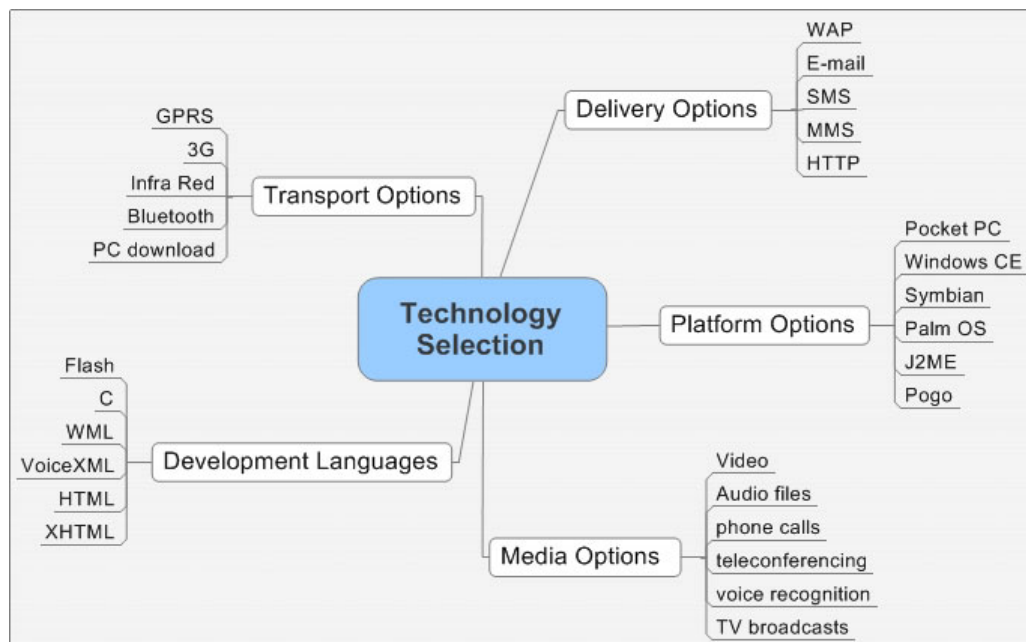 WAP
E-mail
SMS
MMS
HTTP
Delivery Options
GPRS
3G
Infra Red
Bluetooth
PC download
Transport Options
Technology
Selection
Pocket PC
Windows CE
Symbian
Palm OS
J2ME
Pogo
Platform Options
Flash
C
WML
VoiceXML
HTML
XHTML
Development Languages
Video
Audio files
phone calls
teleconferencing
voice recognition
TV broadcasts
Media Options